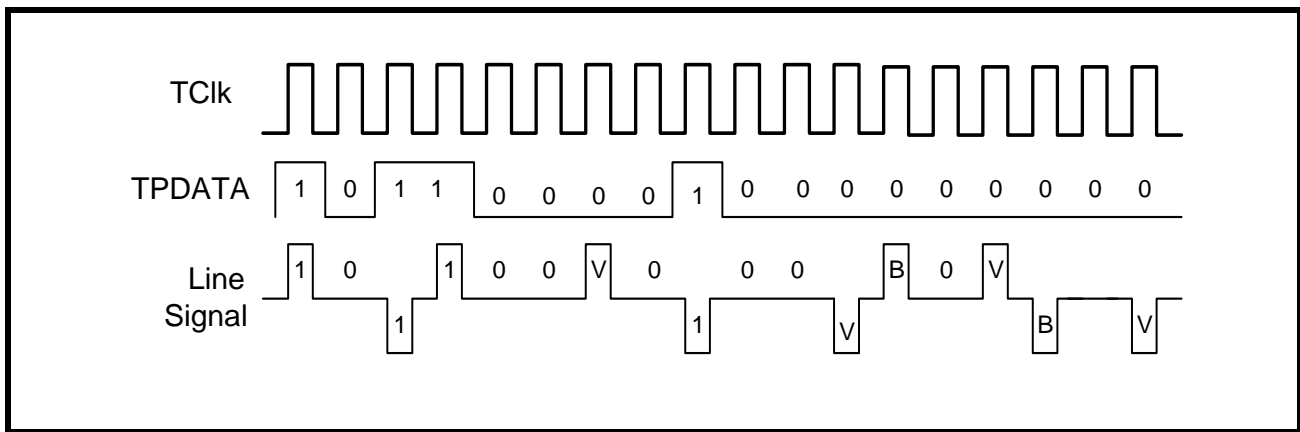 TClk
TPDATA
1 0 1 1 0 0 0 0 1 0 0 0 0 0 0 0 0 0
Line
Signal
1 0 1 0 0 V 0 0 0 B 0 V
1 1 V B V